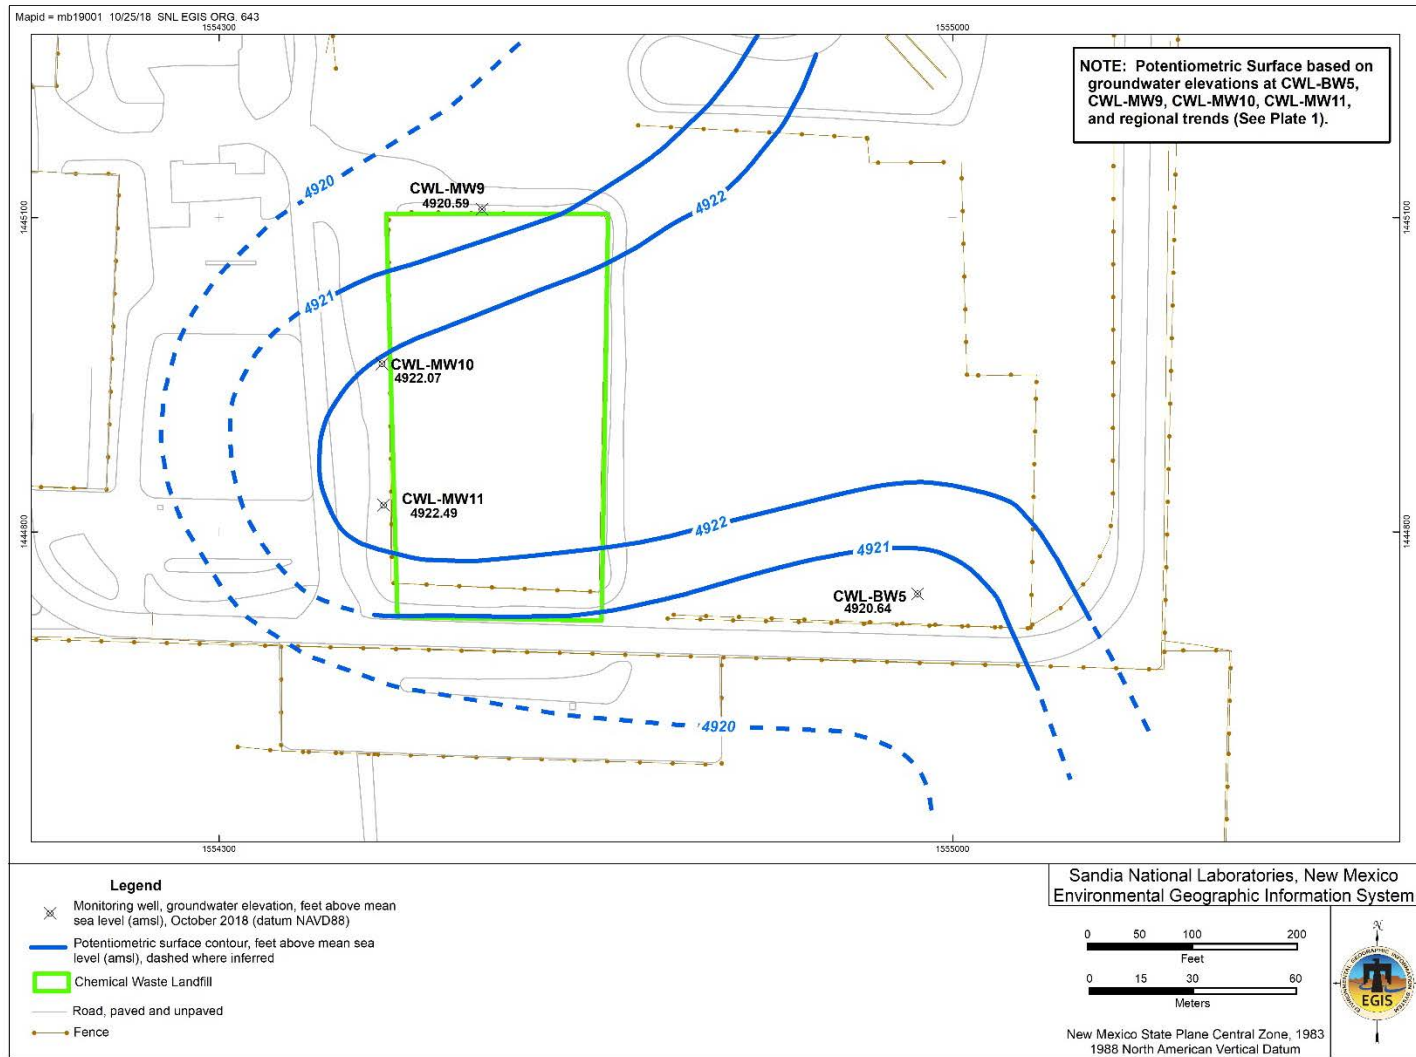 Mapid = mb19001 10/25/18 SNL EGIS ORG. 643
1554300
1555000
NOTE: Potentiometric Surface based on
groundwater elevations at CWL-BW5,
CWL-MW9, CWL-MW10, CWL-MW11,
and regional trends (See Plate 1).
4920
CWL-MW9
4920.59
4922
1445100
1445100
4921
CWL-MW10
4922.07
CWL-MW11
4922.49
4922
1444800
1444800
4921
CWL-BW5
4920.64
4920
1554300
1555000
Legend
Monitoring well, groundwater elevation, feet above mean
sea level (amsl), October 2018 (datum NAVD88)
Potentiometric surface contour, feet above mean sea
level (amsl), dashed where inferred
Chemical Waste Landfill
Road, paved and unpaved
Fence
Sandia National Laboratories, New Mexico
Environmental Geographic Information System
0 50 100 200
Feet
0 15 30 60
Meters
New Mexico State Plane Central Zone, 1983
1988 North American Vertical Datum
N
ENVIRONMENTAL GEOGRAPHIC INFORMATION SYSTEM
EGIS